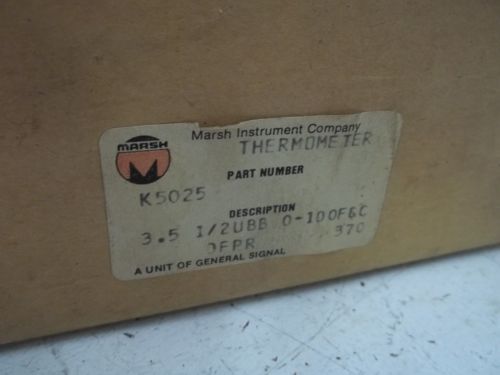 MARSH
Marsh Instrument Company
THERMOMETER
PART NUMBER
K5025
DESCRIPTION
3.5 1/2UBB 0-100F&C
370
A UNIT OF GENERAL SIGNAL